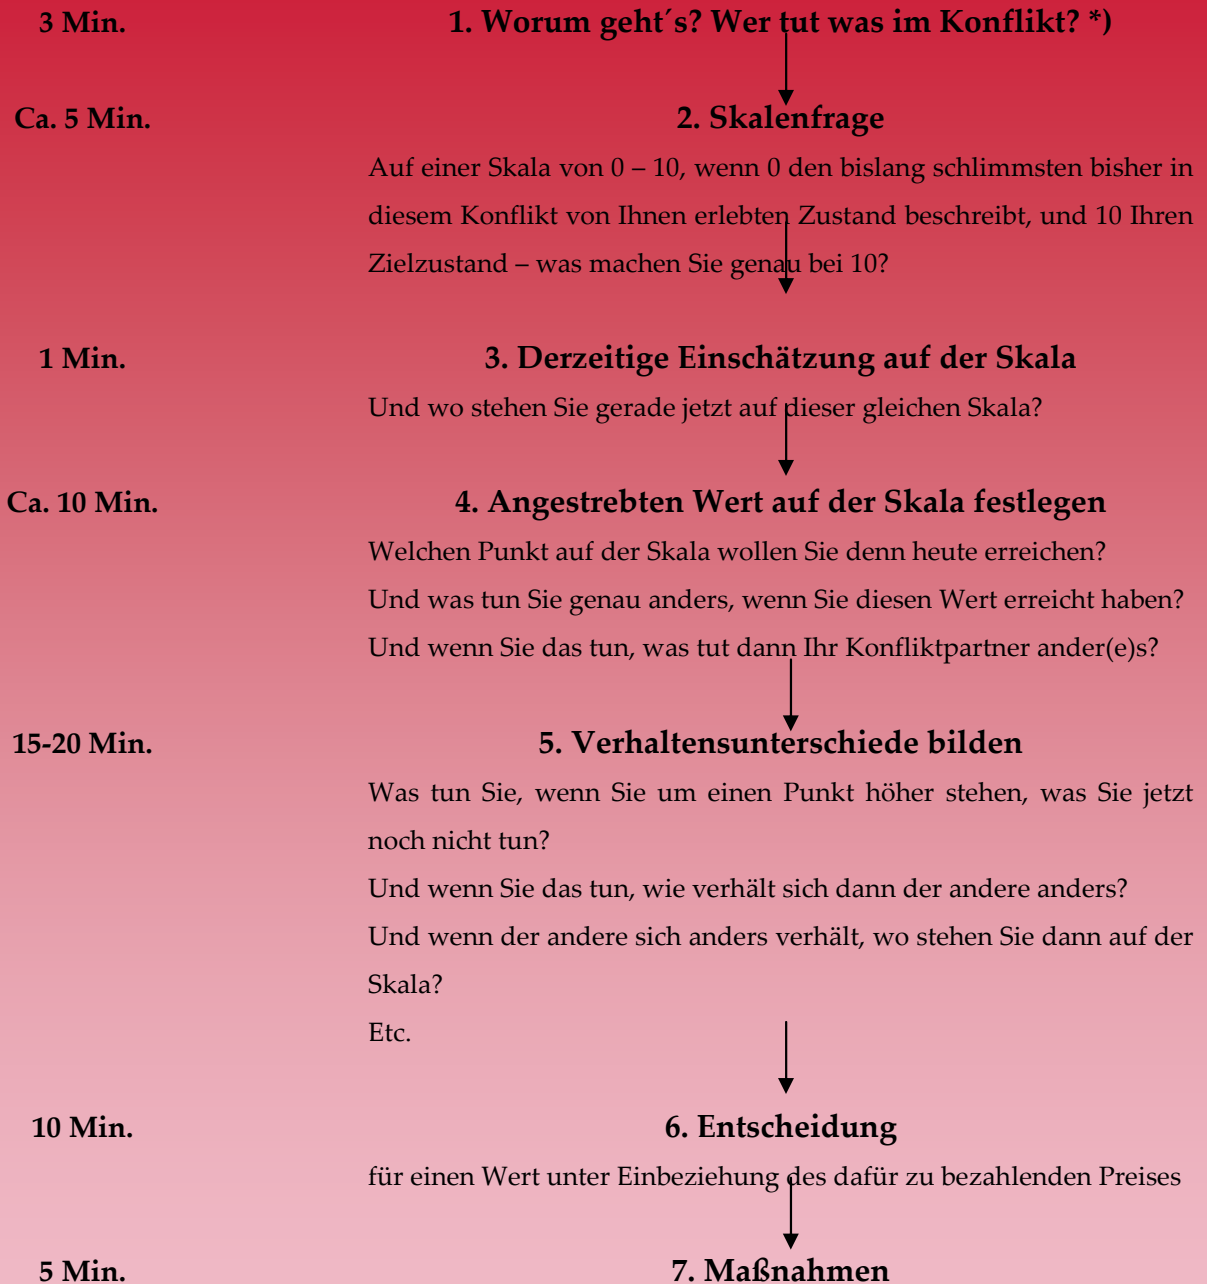 3 Min. 1. Worum geht´s? Wer tut was im Konflikt? *)
Ca. 5 Min. 2. Skalenfrage
Auf einer Skala von 0 – 10, wenn 0 den bislang schlimmsten bisher in
diesem Konflikt von Ihnen erlebten Zustand beschreibt, und 10 Ihren
Zielzustand – was machen Sie genau bei 10?
1 Min. 3. Derzeitige Einschätzung auf der Skala
Und wo stehen Sie gerade jetzt auf dieser gleichen Skala?
Ca. 10 Min. 4. Angestrebten Wert auf der Skala festlegen
Welchen Punkt auf der Skala wollen Sie denn heute erreichen?
Und was tun Sie genau anders, wenn Sie diesen Wert erreicht haben?
Und wenn Sie das tun, was tut dann Ihr Konfliktpartner ander(e)s?
15-20 Min. 5. Verhaltensunterschiede bilden
Was tun Sie, wenn Sie um einen Punkt höher stehen, was Sie jetzt
noch nicht tun?
Und wenn Sie das tun, wie verhält sich dann der andere anders?
Und wenn der andere sich anders verhält, wo stehen Sie dann auf der
Skala?
Etc.
10 Min. 6. Entscheidung
für einen Wert unter Einbeziehung des dafür zu bezahlenden Preises
5 Min. 7. Maßnahmen